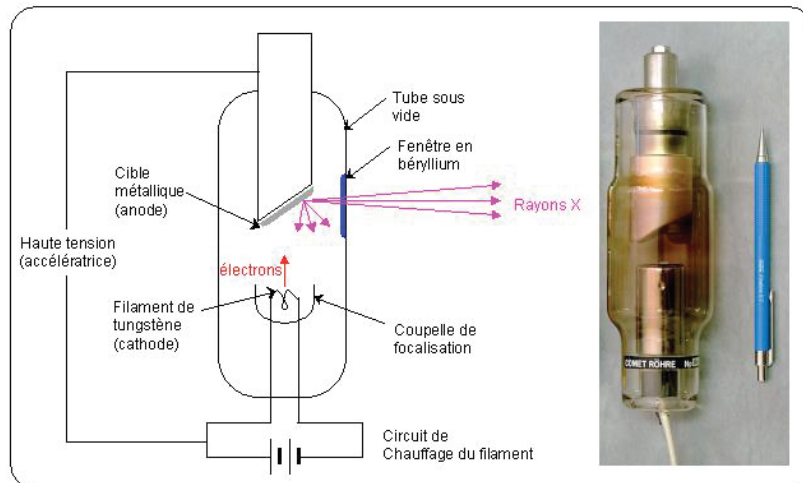 Tube sous
vide
Fenêtre en
béryllium
Cible
métallique
(anode)
Rayons X
Haute tension
(accélératrice)
électrons
Filament de
tungstène
(cathode)
Coupelle de
focalisation
Circuit de
Chauffage du filament
COMET RÖHRE